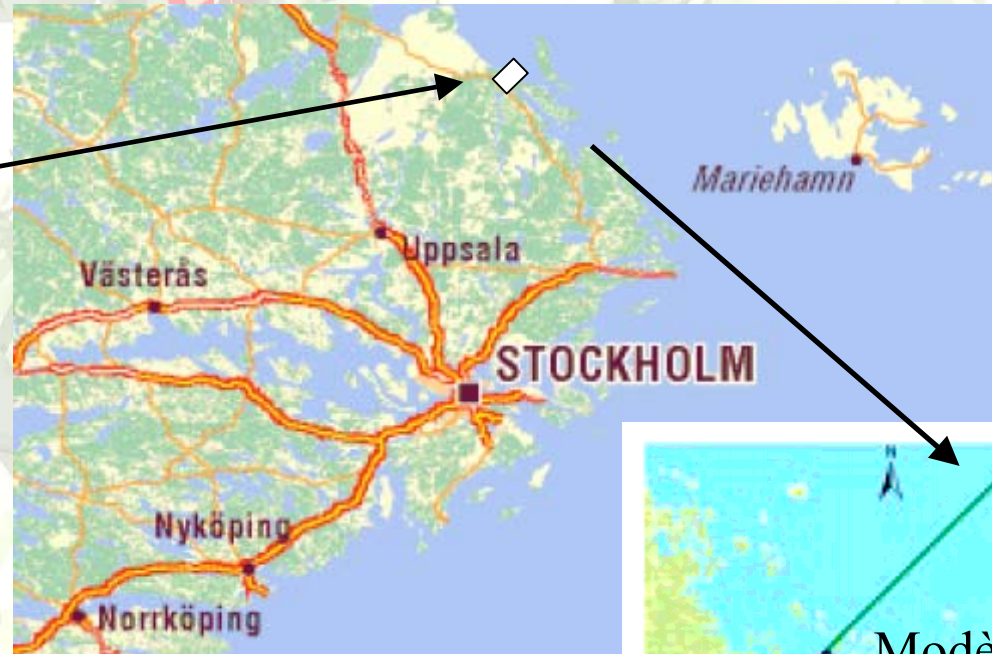 Mariehamn
Uppsala
Västerås
STOCKHOLM
N
Nyköping
Norrköping